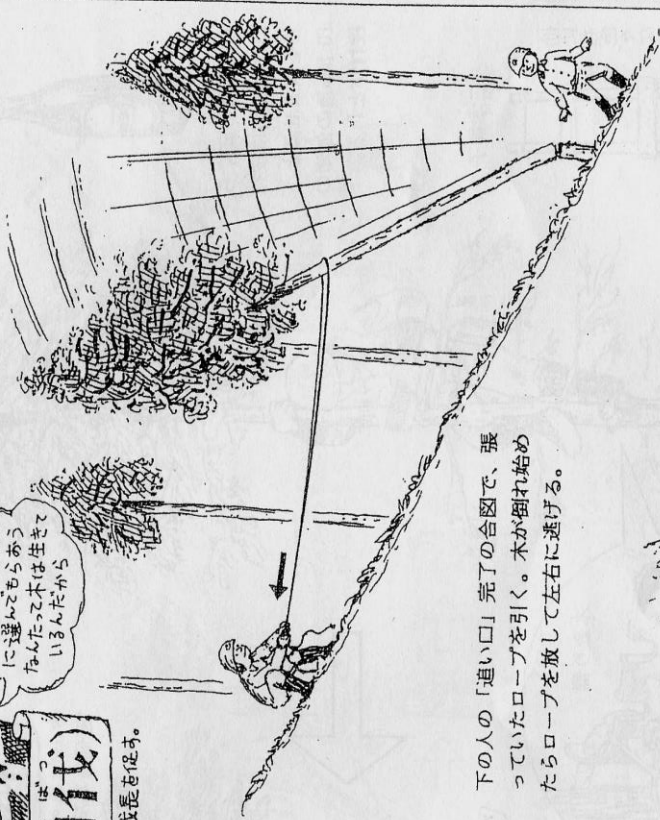 に選んでもらおう
なんたって木は生きて
いるんだから
ばつ
伐)
成長を促す。
下の人の「追い口」完了の合図で、張
っていたロープを引く。木が倒れ始め
たらロープを放して左右に逃げる。